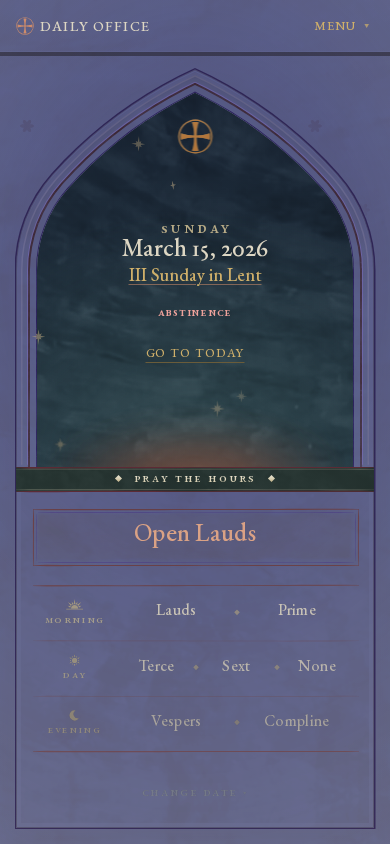 DAILY OFFICE
MENU
SUNDAY
March 15, 2026
III Sunday in Lent
ABSTINENCE
GO TO TODAY
PRAY THE HOURS
Open Lauds
Lauds Prime
MORNING
Terce Sext None
DAY
Vespers Compline
EVENING
CHANGE DATE